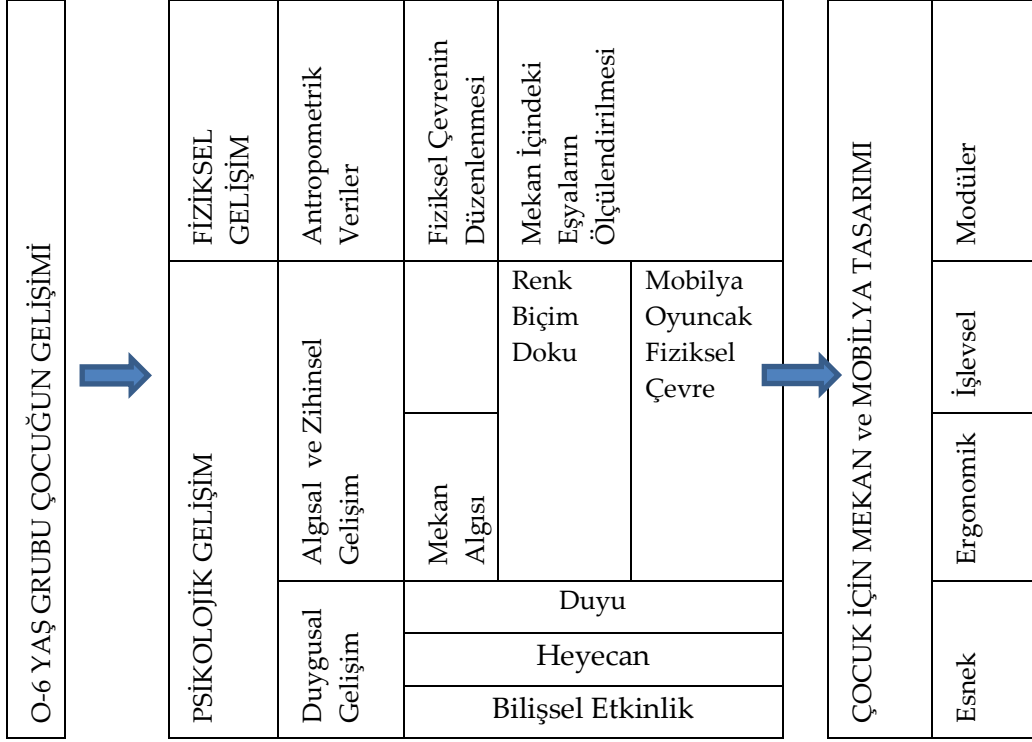 O-6 YAŞ GRUBU ÇOCUĞUN GELİŞİMİ
FİZİKSEL
GELİŞİM
PSİKOLOJİK GELİŞİM
Antropometrik
Veriler
Algısal ve Zihinsel
Gelişim
Duygusal
Gelişim
Fiziksel Çevrenin
Düzenlenmesi
Mekan
Algısı
Mekan İçindeki
Eşyaların
Ölçülendirilmesi
Renk
Biçim
Doku
Mobilya
Oyuncak
Fiziksel
Çevre
Duyu
Heyecan
Bilişsel Etkinlik
ÇOCUK İÇİN MEKAN ve MOBİLYA TASARIMI
Modüler
İşlevsel
Ergonomik
Esnek